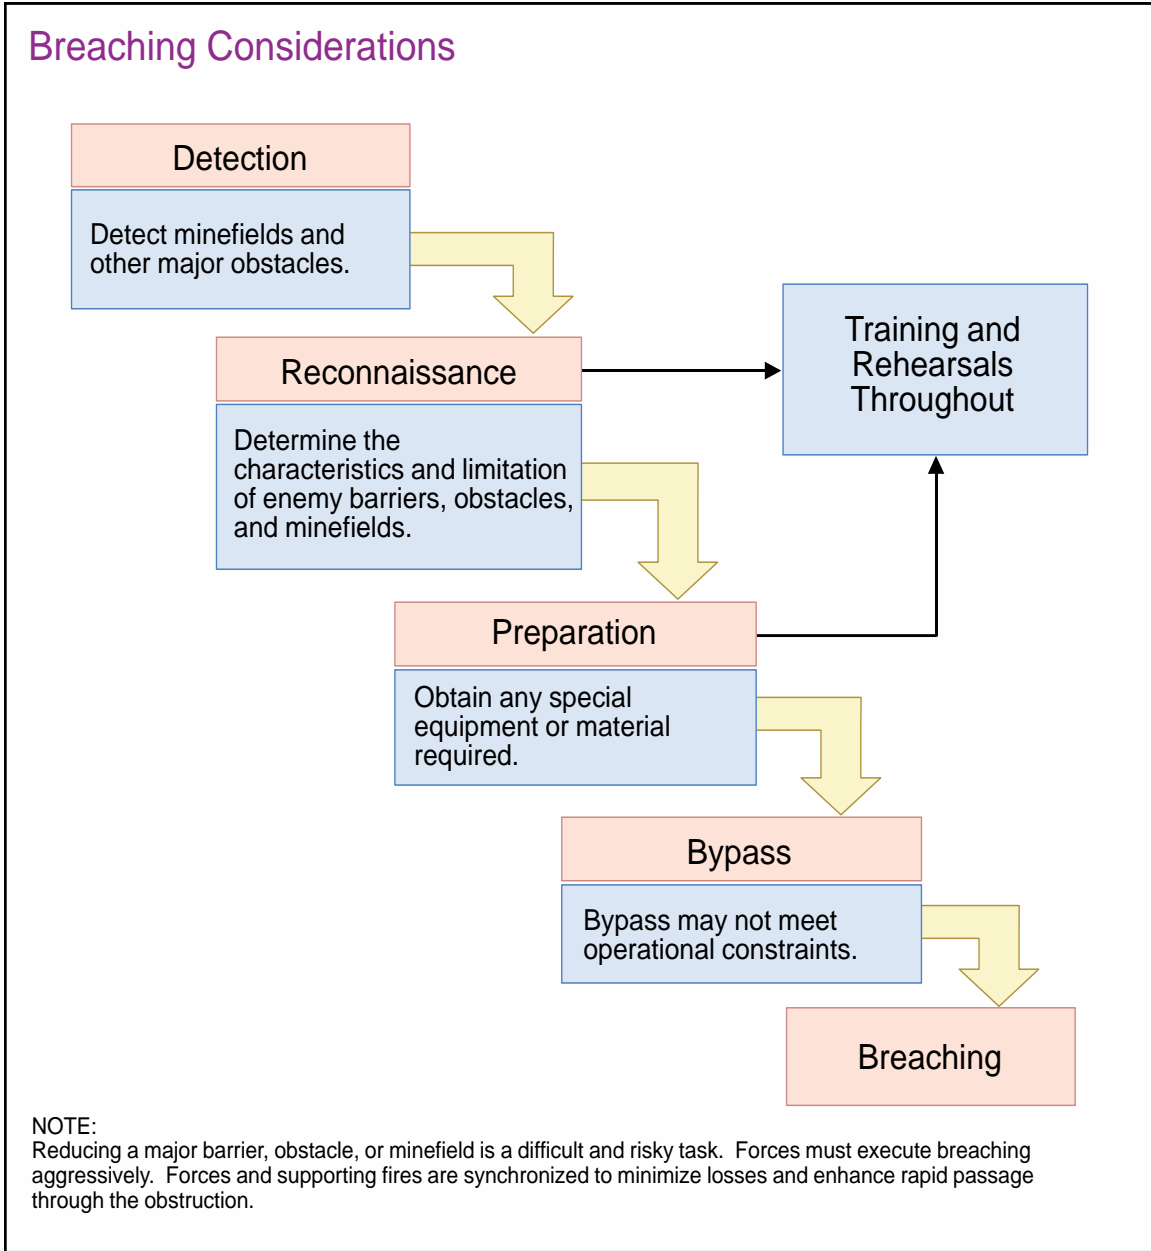 Breaching Considerations
Detection
Detect minefields and
other major obstacles.
Reconnaissance
Determine the
characteristics and limitation
of enemy barriers, obstacles,
and minefields.
Training and
Rehearsals
Throughout
Preparation
Obtain any special
equipment or material
required.
Bypass
Bypass may not meet
operational constraints.
Breaching
NOTE:
Reducing a major barrier, obstacle, or minefield is a difficult and risky task.  Forces must execute breaching
aggressively.  Forces and supporting fires are synchronized to minimize losses and enhance rapid passage
through the obstruction.